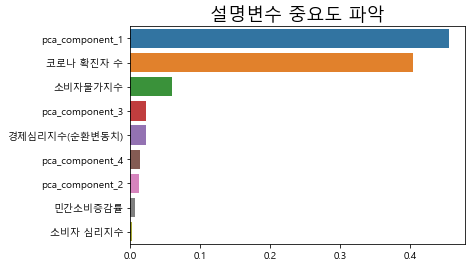 설명변수 중요도 파악
pca_component_1
코로나 확진자 수
소비자물가지수
pca_component_3
경제심리지수(순환변동치)
pca_component_4
pca_component_2
민간소비증감률
소비자 심리지수
0.0 0.1 0.2 0.3 0.4